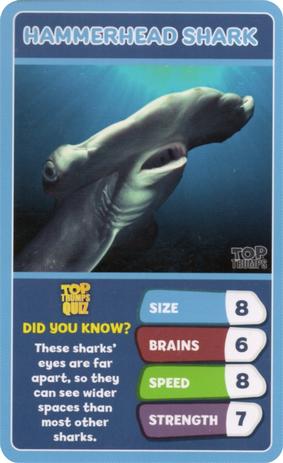 HAMMERHEAD SHARK
TOP
TRUMPS
TOP
TRUMPS
QUIZ
DID YOU KNOW?
These sharks'
eyes are far
apart, so they
can see wider
spaces than
most other
sharks.
SIZE 8
BRAINS 6
SPEED 8
STRENGTH 7